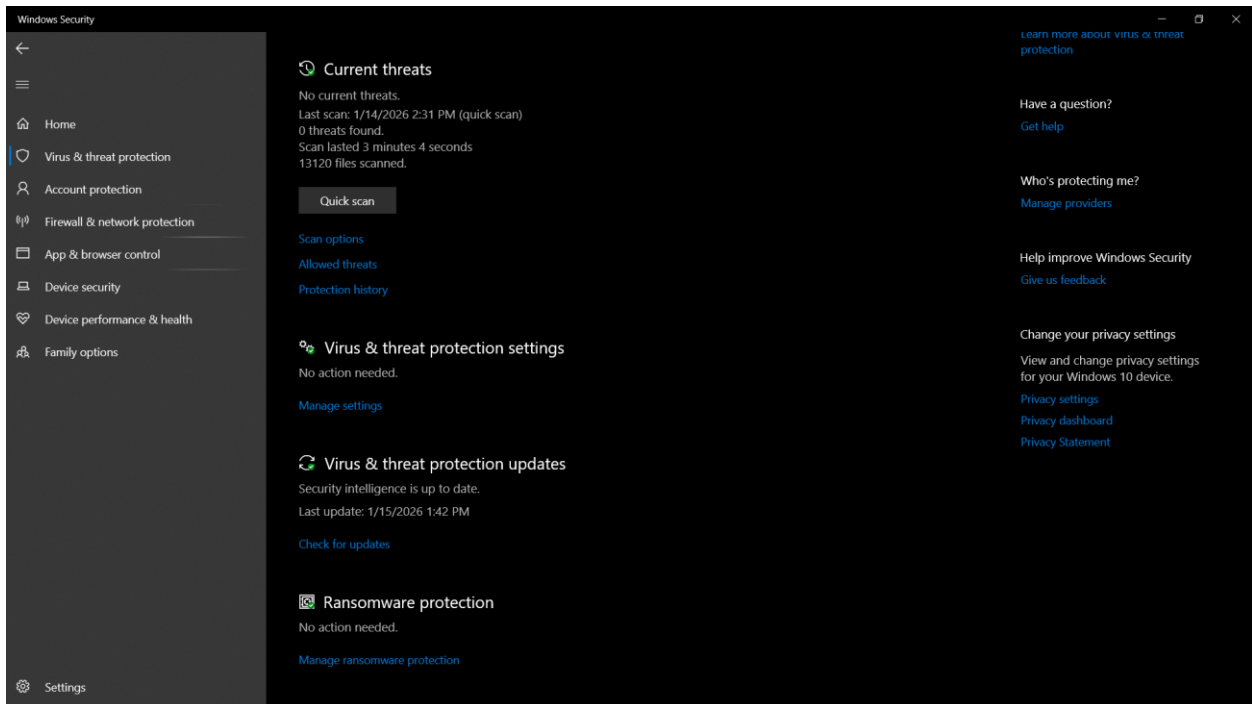 Windows Security
Home
Virus & threat protection
Account protection
Firewall & network protection
App & browser control
Device security
Device performance & health
Family options
Settings
Current threats
No current threats.
Last scan: 1/14/2026 2:31 PM (quick scan)
0 threats found.
Scan lasted 3 minutes 4 seconds
13120 files scanned.
Quick scan
Scan options
Allowed threats
Protection history
Virus & threat protection settings
No action needed.
Manage settings
Virus & threat protection updates
Security intelligence is up to date.
Last update: 1/15/2026 1:42 PM
Check for updates
Ransomware protection
No action needed.
Manage ransomware protection
Learn more about Virus & threat
protection
Have a question?
Get help
Who's protecting me?
Manage providers
Help improve Windows Security
Give us feedback
Change your privacy settings
View and change privacy settings
for your Windows 10 device.
Privacy settings
Privacy dashboard
Privacy Statement